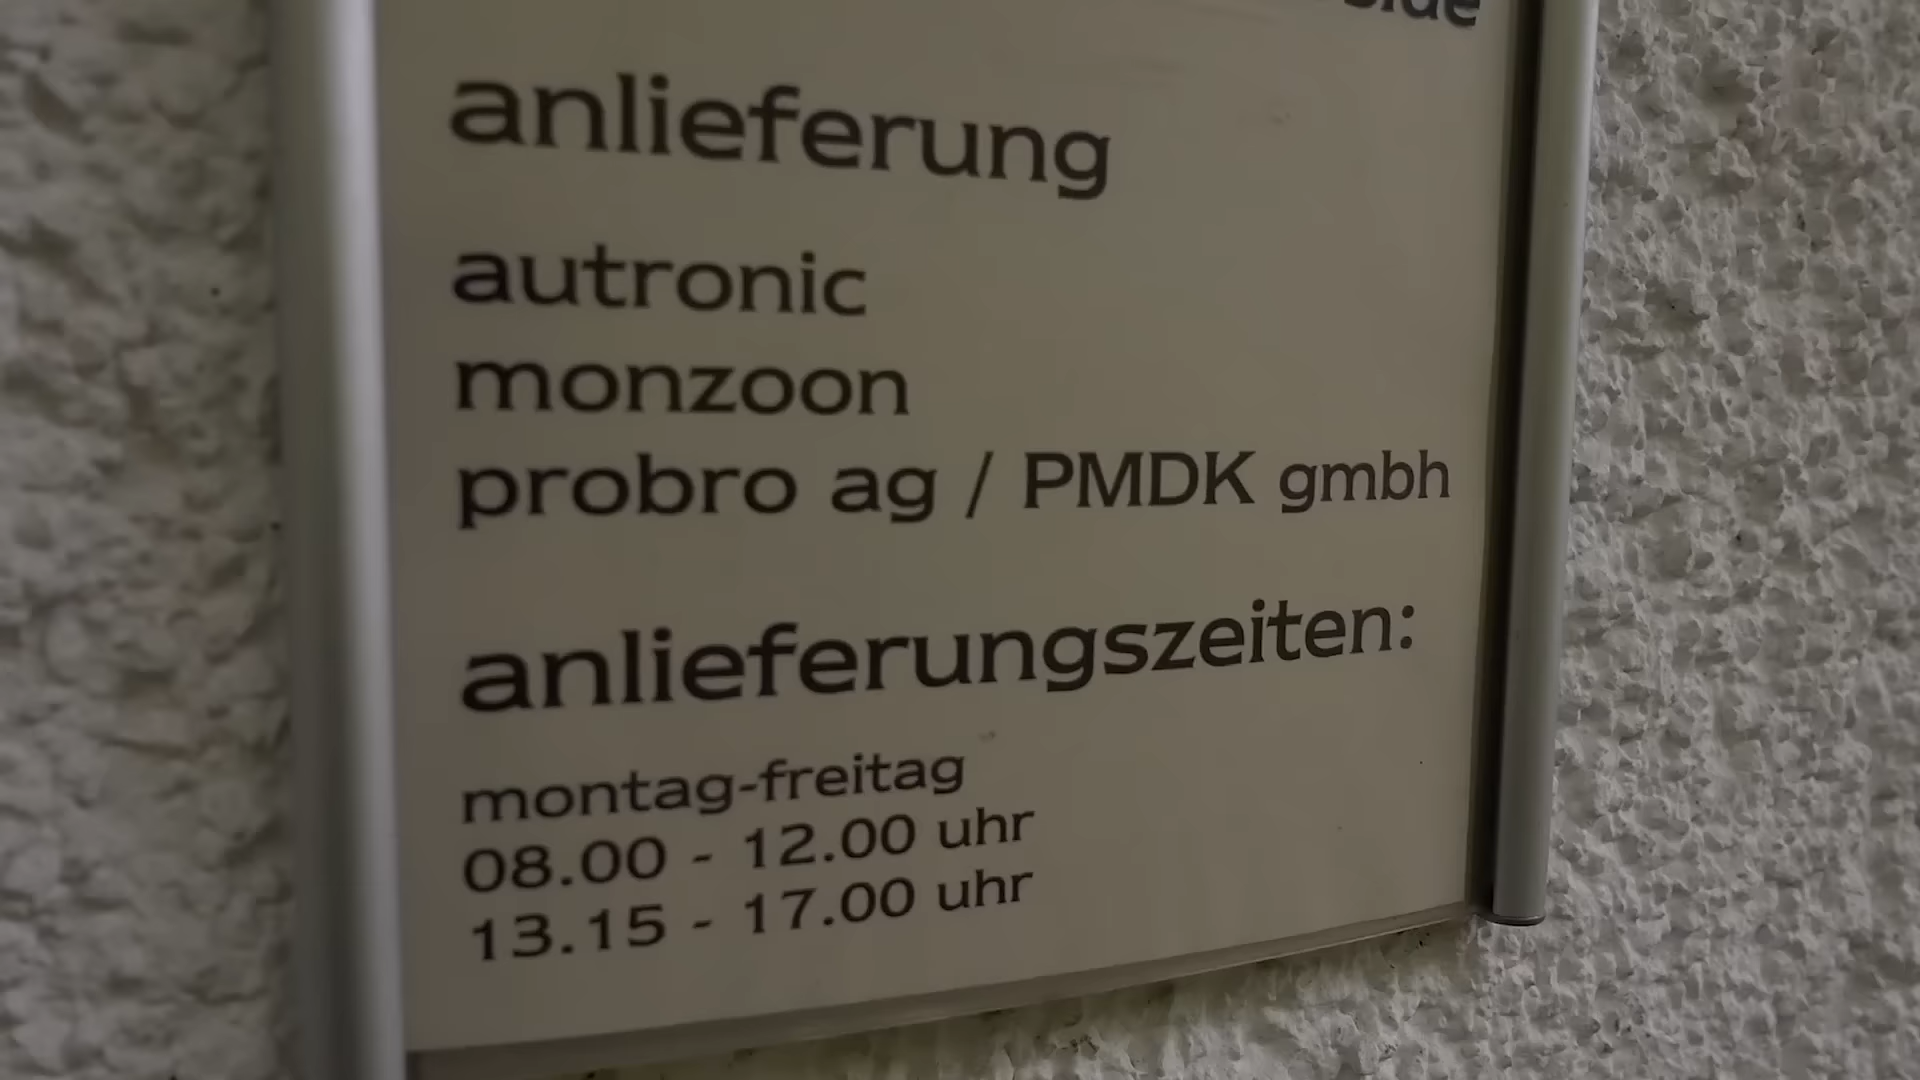 anlieferung
autronic
monzoon
probro ag / PMDK gmbh
anlieferungszeiten:
montag-freitag
08.00 - 12.00 uhr
13.15 - 17.00 uhr